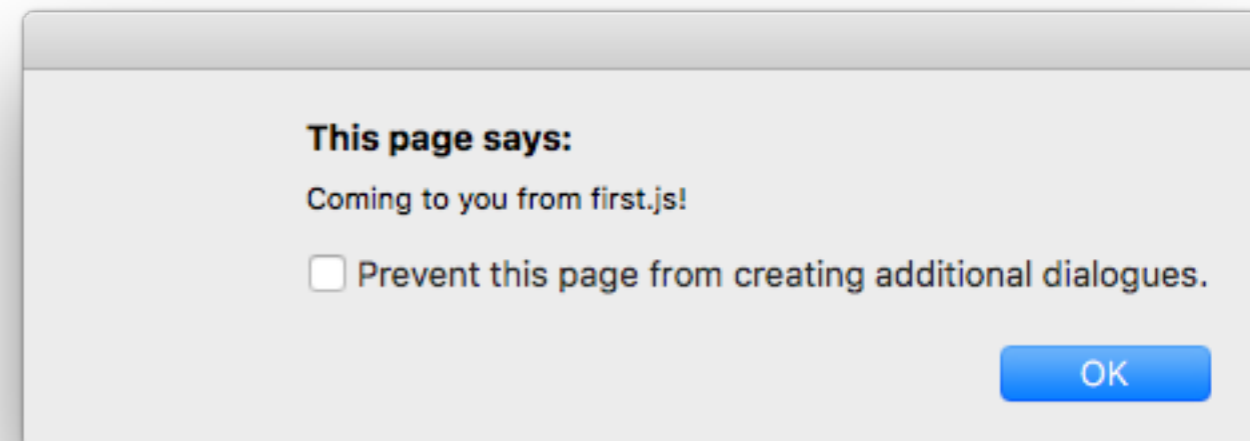 This page says:
Coming to you from first.js!
Prevent this page from creating additional dialogues.
OK